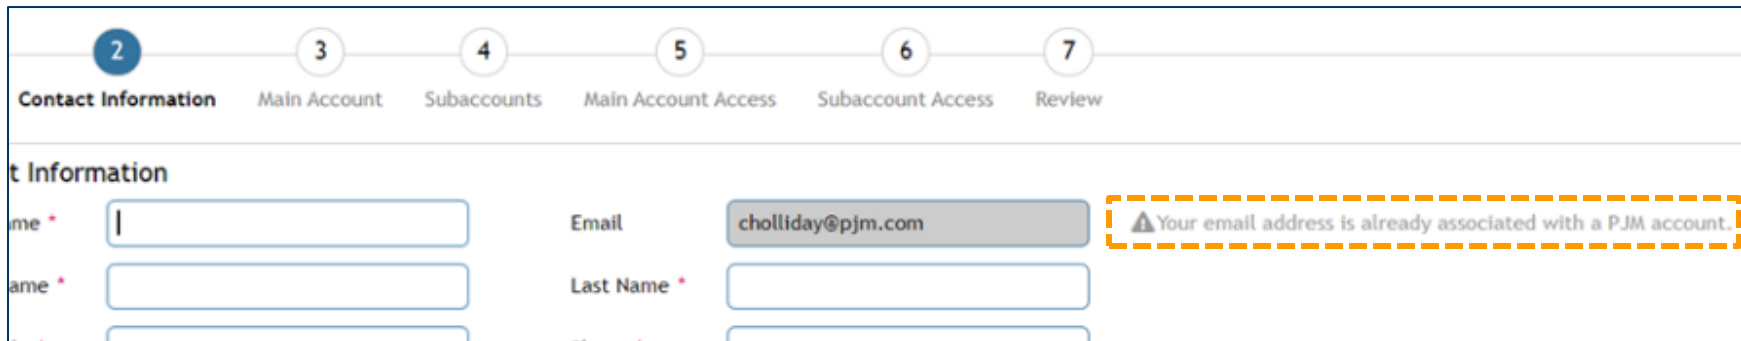 2 3 4 5 6 7
Contact Information Main Account Subaccounts Main Account Access Subaccount Access Review
t Information
me * Email cholliday@pjm.com Your email address is already associated with a PJM account.
ame * Last Name *